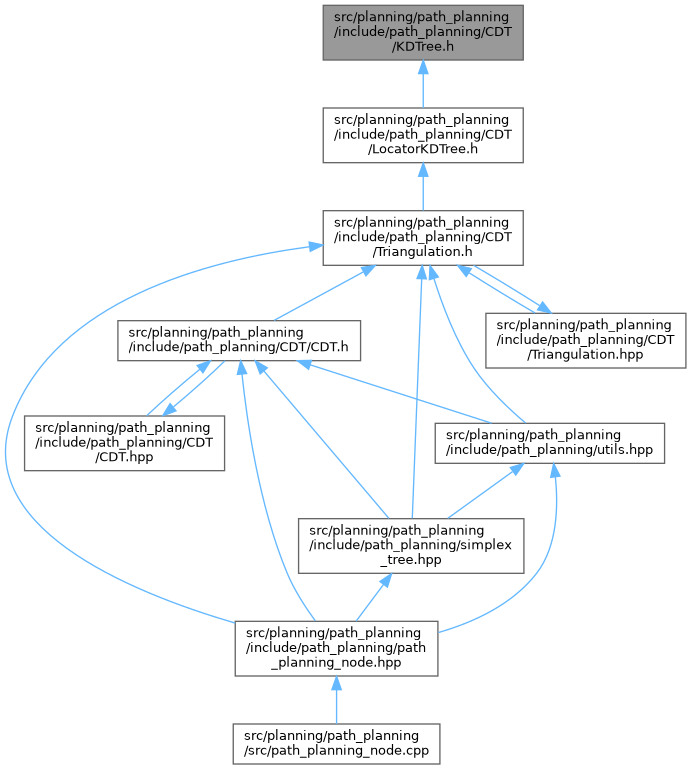 src/planning/path_planning
/include/path_planning/CDT
/KDTree.h
src/planning/path_planning
/include/path_planning/CDT
/LocatorKDTree.h
src/planning/path_planning
/include/path_planning/CDT
/Triangulation.h
src/planning/path_planning
/include/path_planning/CDT/CDT.h
src/planning/path_planning
/include/path_planning/CDT
/Triangulation.hpp
src/planning/path_planning
/include/path_planning/CDT
/CDT.hpp
src/planning/path_planning
/include/path_planning/utils.hpp
src/planning/path_planning
/include/path_planning/simplex
_tree.hpp
src/planning/path_planning
/include/path_planning/path
_planning_node.hpp
src/planning/path_planning
/src/path_planning_node.cpp